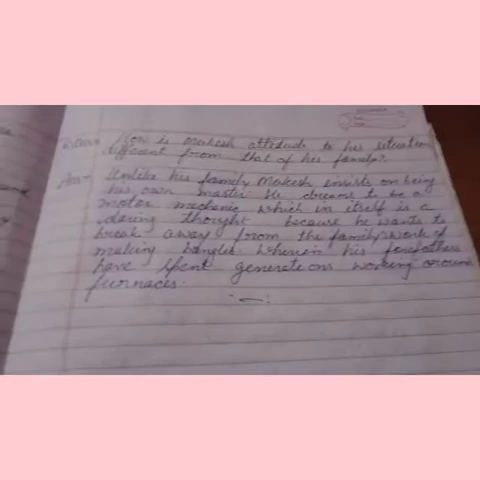 How is Mukesh attitude to his situation
different from that of his family?
Ans- Unlike his family Mukesh insists on being
his own master He dreams to be a
motor mechanic which in itself is a
daring thought because he wants to
break away from the family work of
making bangles wherein his forefathers
have spent generations working around
furnaces.